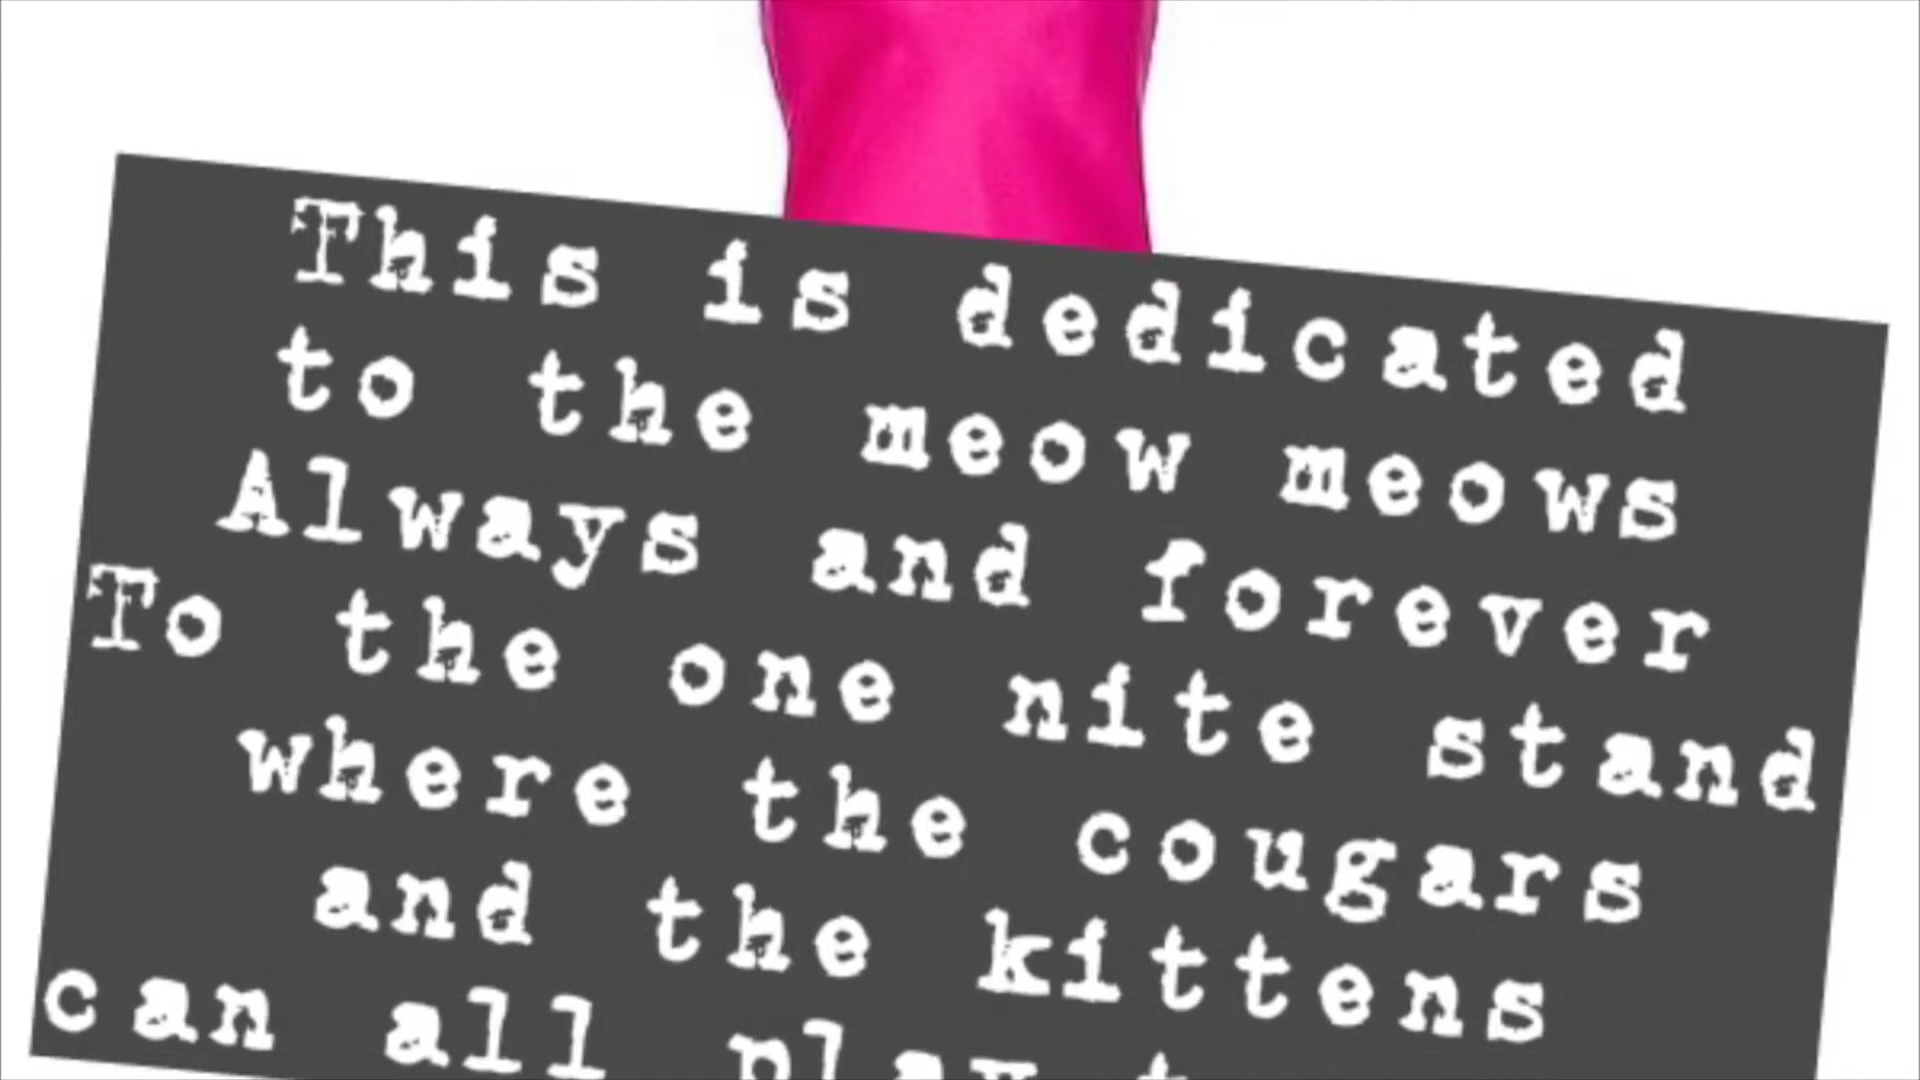 This is dedicated
to the meow meows
Always and forever
To the one nite stand
where the cougars
and the kittens
can all play